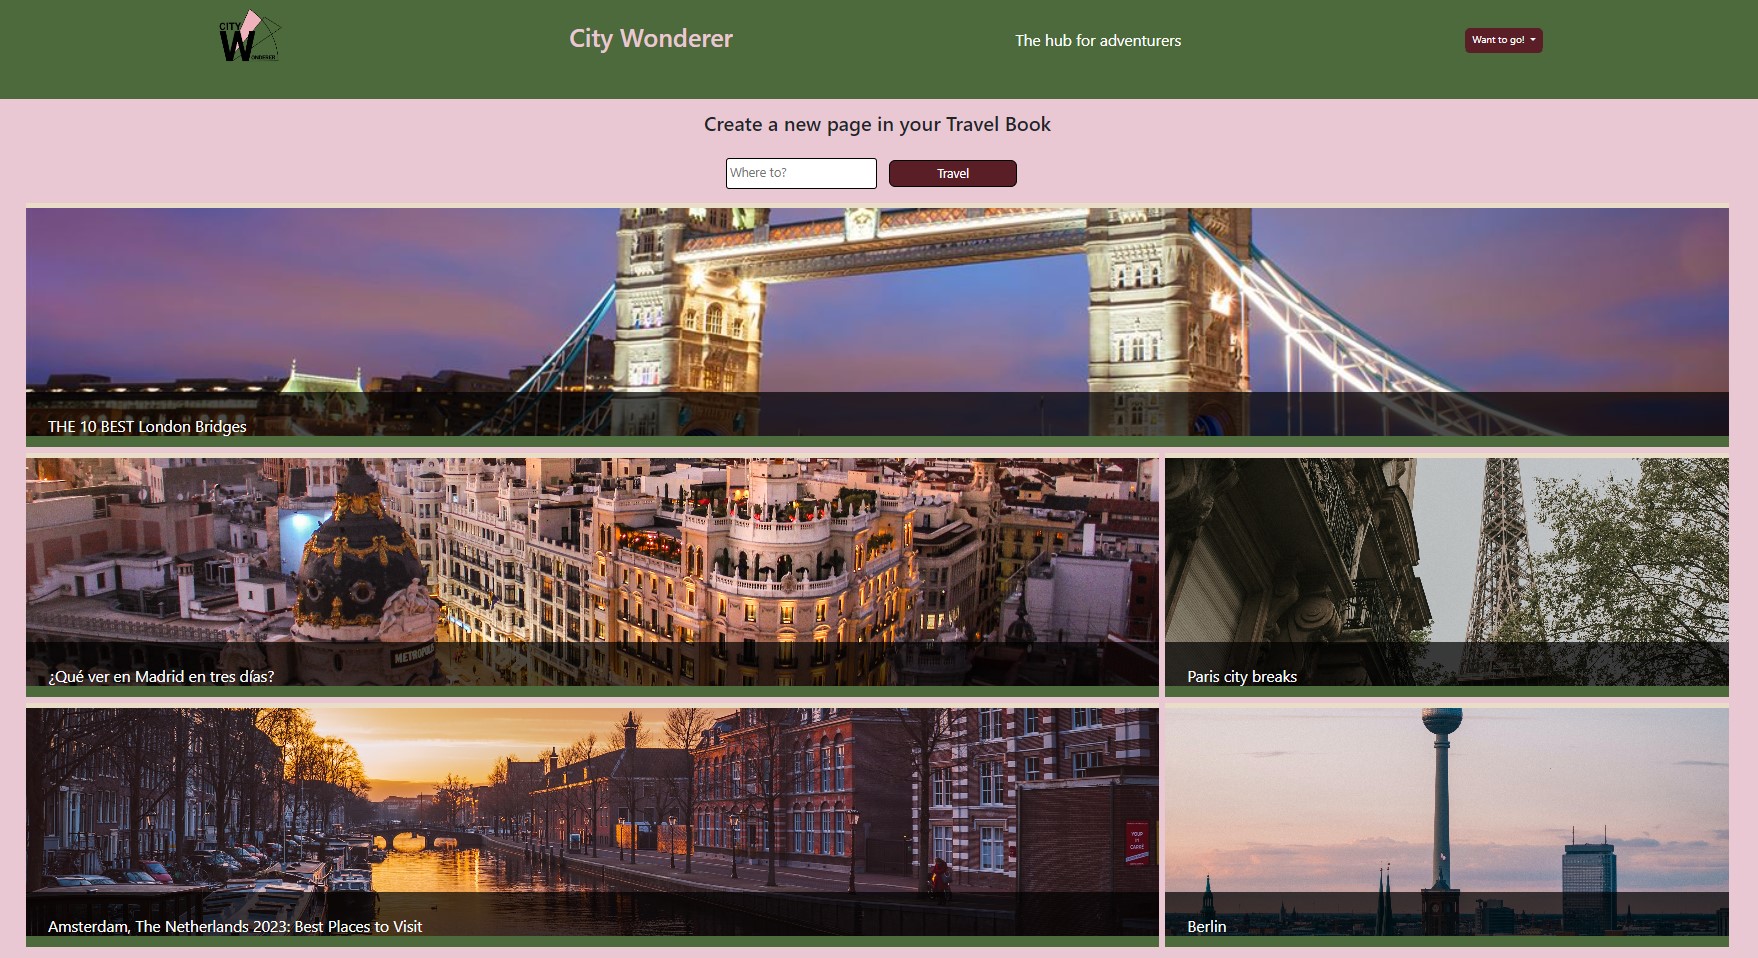 CITY
WONDERER
City Wonderer
The hub for adventurers
Want to go!
Create a new page in your Travel Book
Where to?
Travel
THE 10 BEST London Bridges
METROPOLIS
¿Qué ver en Madrid en tres días?
Paris city breaks
YOUR
Amsterdam, The Netherlands 2023: Best Places to Visit
Berlin